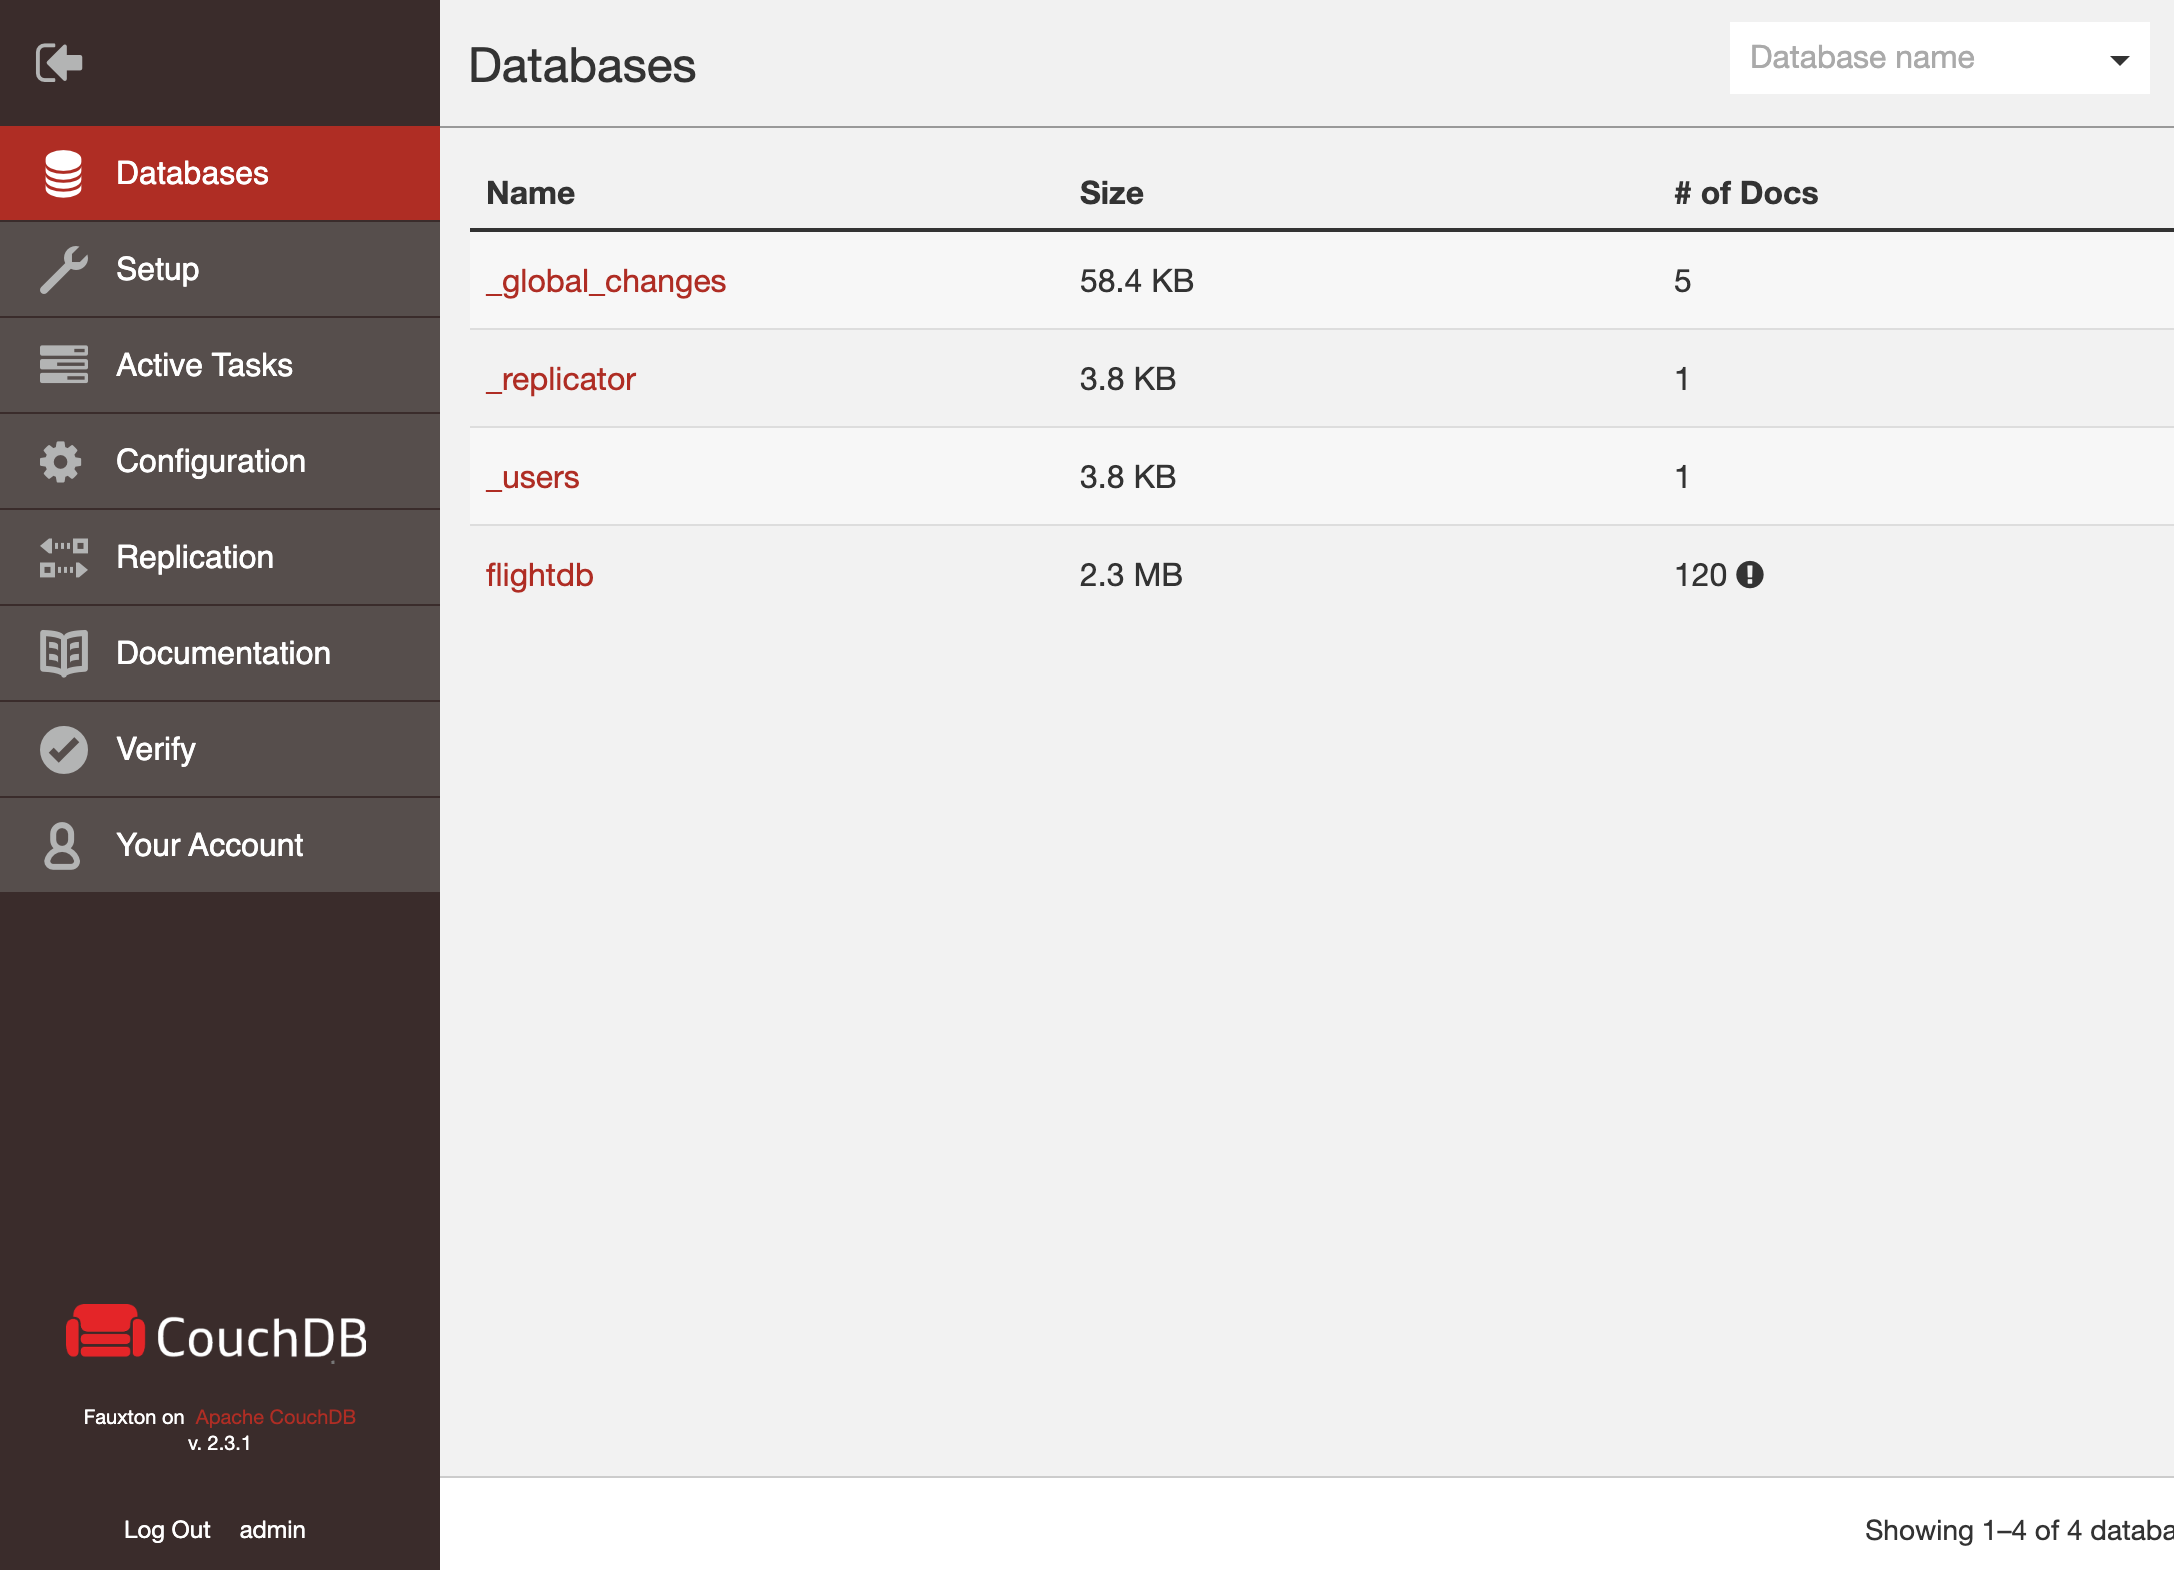 Databases
Database name
Databases
Setup
Active Tasks
Configuration
Replication
Documentation
Verify
Your Account
Name Size # of Docs
_global_changes 58.4 KB 5
_replicator 3.8 KB 1
_users 3.8 KB 1
flightdb 2.3 MB 120
CouchDB
Fauxton on Apache CouchDB
v. 2.3.1
Log Out admin
Showing 1–4 of 4 databa